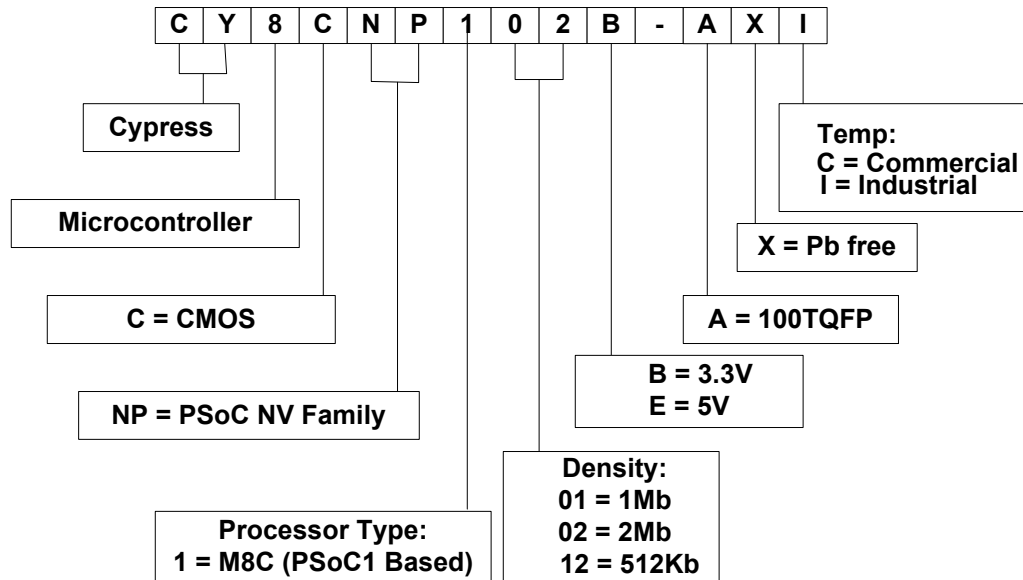 C Y 8 C N P 1 0 2 B - A X I
Cypress
Temp:
C = Commercial
I = Industrial
Microcontroller
X = Pb free
C = CMOS
A = 100TQFP
B = 3.3V
E = 5V
NP = PSoC NV Family
Density:
01 = 1Mb
02 = 2Mb
12 = 512Kb
Processor Type:
1 = M8C (PSoC1 Based)